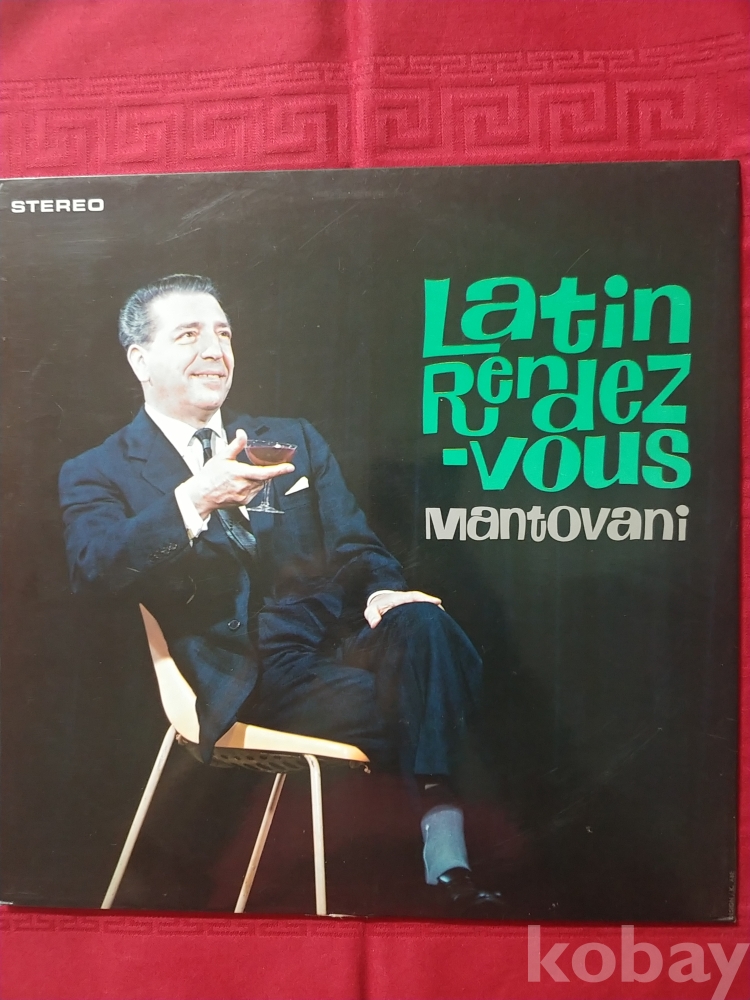 STEREO
Latin
Rendez
-vous
Mantovani
kobay